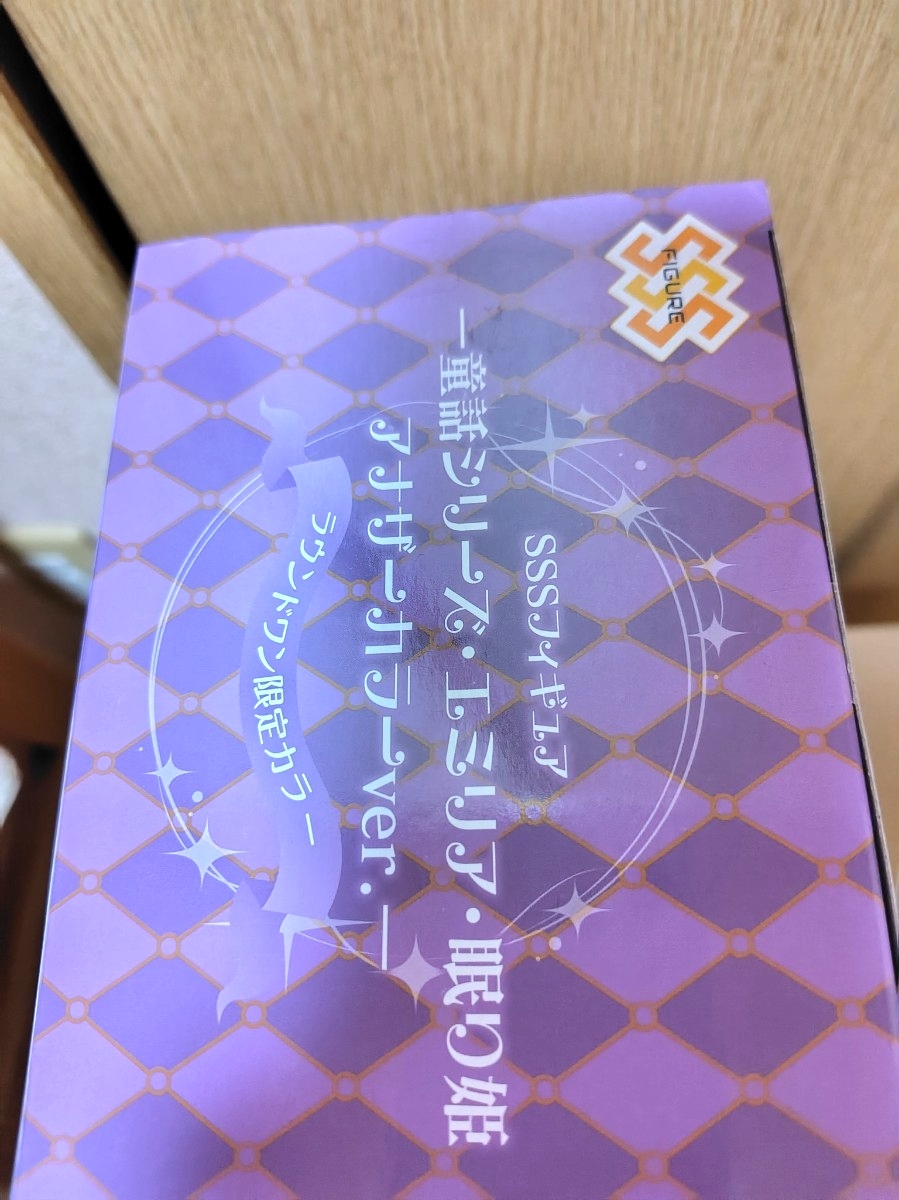 SSS
FIGURE
SSSフィギュア
―童話シリーズ・エミリア・眠り姫
アナザーカラーver.―
ラウンドワン限定カラー